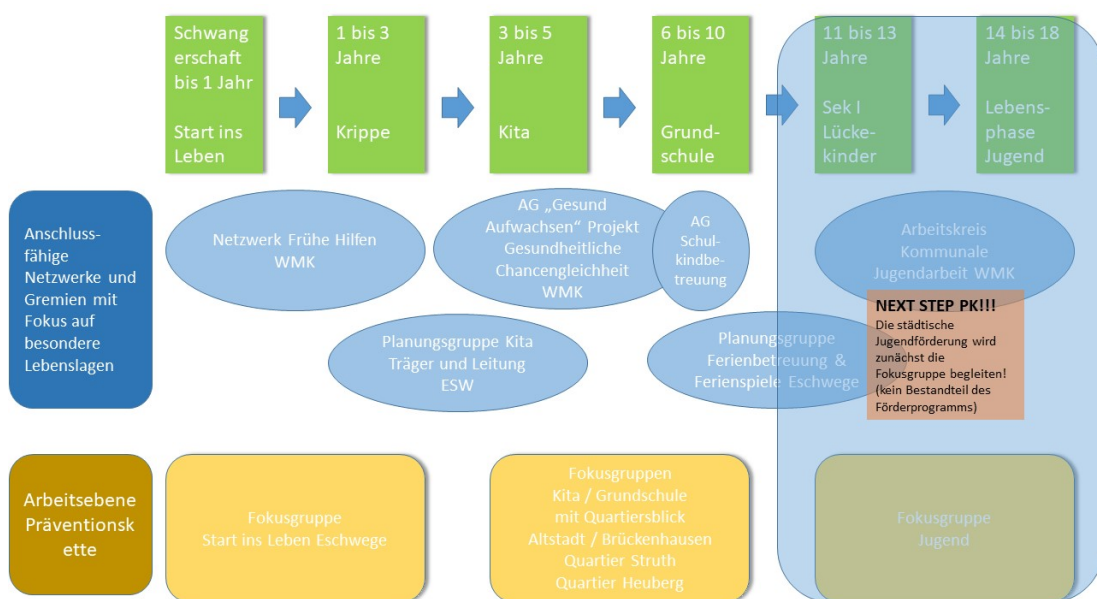 Schwang
erschaft
bis 1 Jahr
Start ins
Leben
1 bis 3
Jahre
Krippe
3 bis 5
Jahre
Kita
6 bis 10
Jahre
Grund-
schule
11 bis 13
Jahre
Sek I
Lücke-
kinder
14 bis 18
Jahre
Lebens-
phase
Jugend
Anschluss-
fähige
Netzwerke und
Gremien mit
Fokus auf
besondere
Lebenslagen
Netzwerk Frühe Hilfen
WMK
AG „Gesund
Aufwachsen“ Projekt
Gesundheitliche
Chancengleichheit
WMK
AG
Schul-
kindbe-
treuung
Arbeitskreis
Kommunale
Jugendarbeit WMK
Planungsgruppe Kita
Träger und Leitung
ESW
Planungsgruppe
Ferienbetreuung &
Ferienspiele Eschwege
NEXT STEP PK!!!
Die städtische
Jugendförderung wird
zunächst die
Fokusgruppe begleiten!
(kein Bestandteil des
Förderprogramms)
Arbeitsebene
Präventionsk
ette
Fokusgruppe
Start ins Leben Eschwege
Fokusgruppen
Kita / Grundschule
mit Quartiersblick
Altstadt / Brückenhausen
Quartier Struth
Quartier Heuberg
Fokusgruppe
Jugend